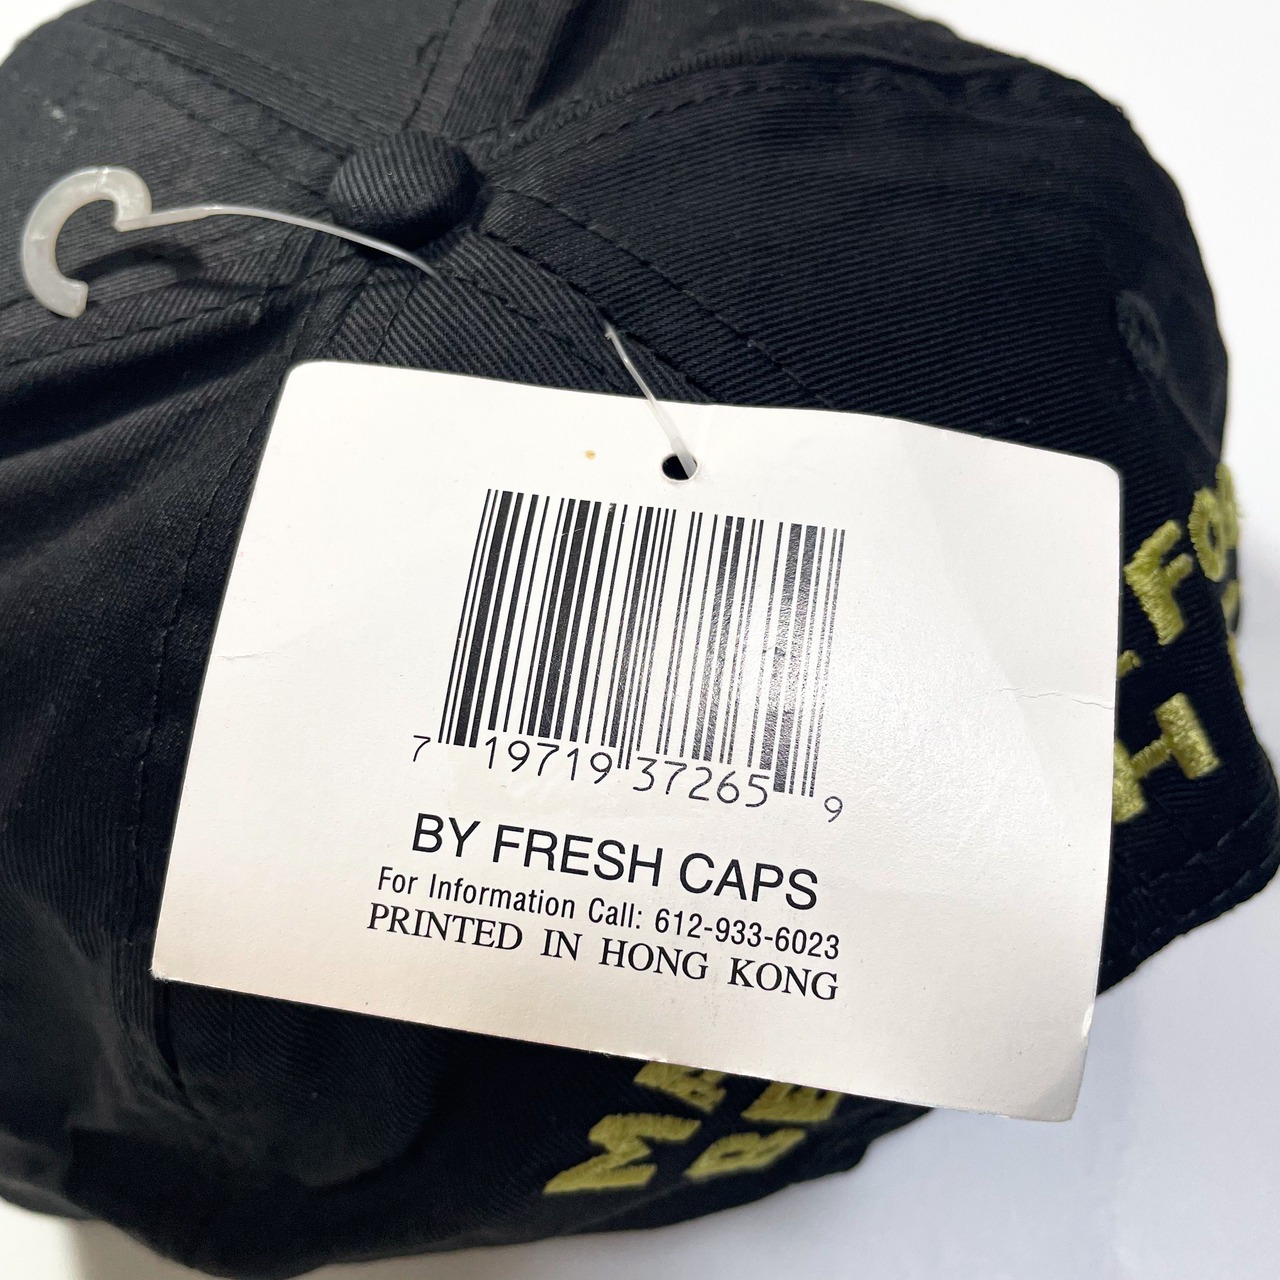 7 19719 37265 9
BY FRESH CAPS
For Information Call: 612-933-6023
PRINTED IN HONG KONG